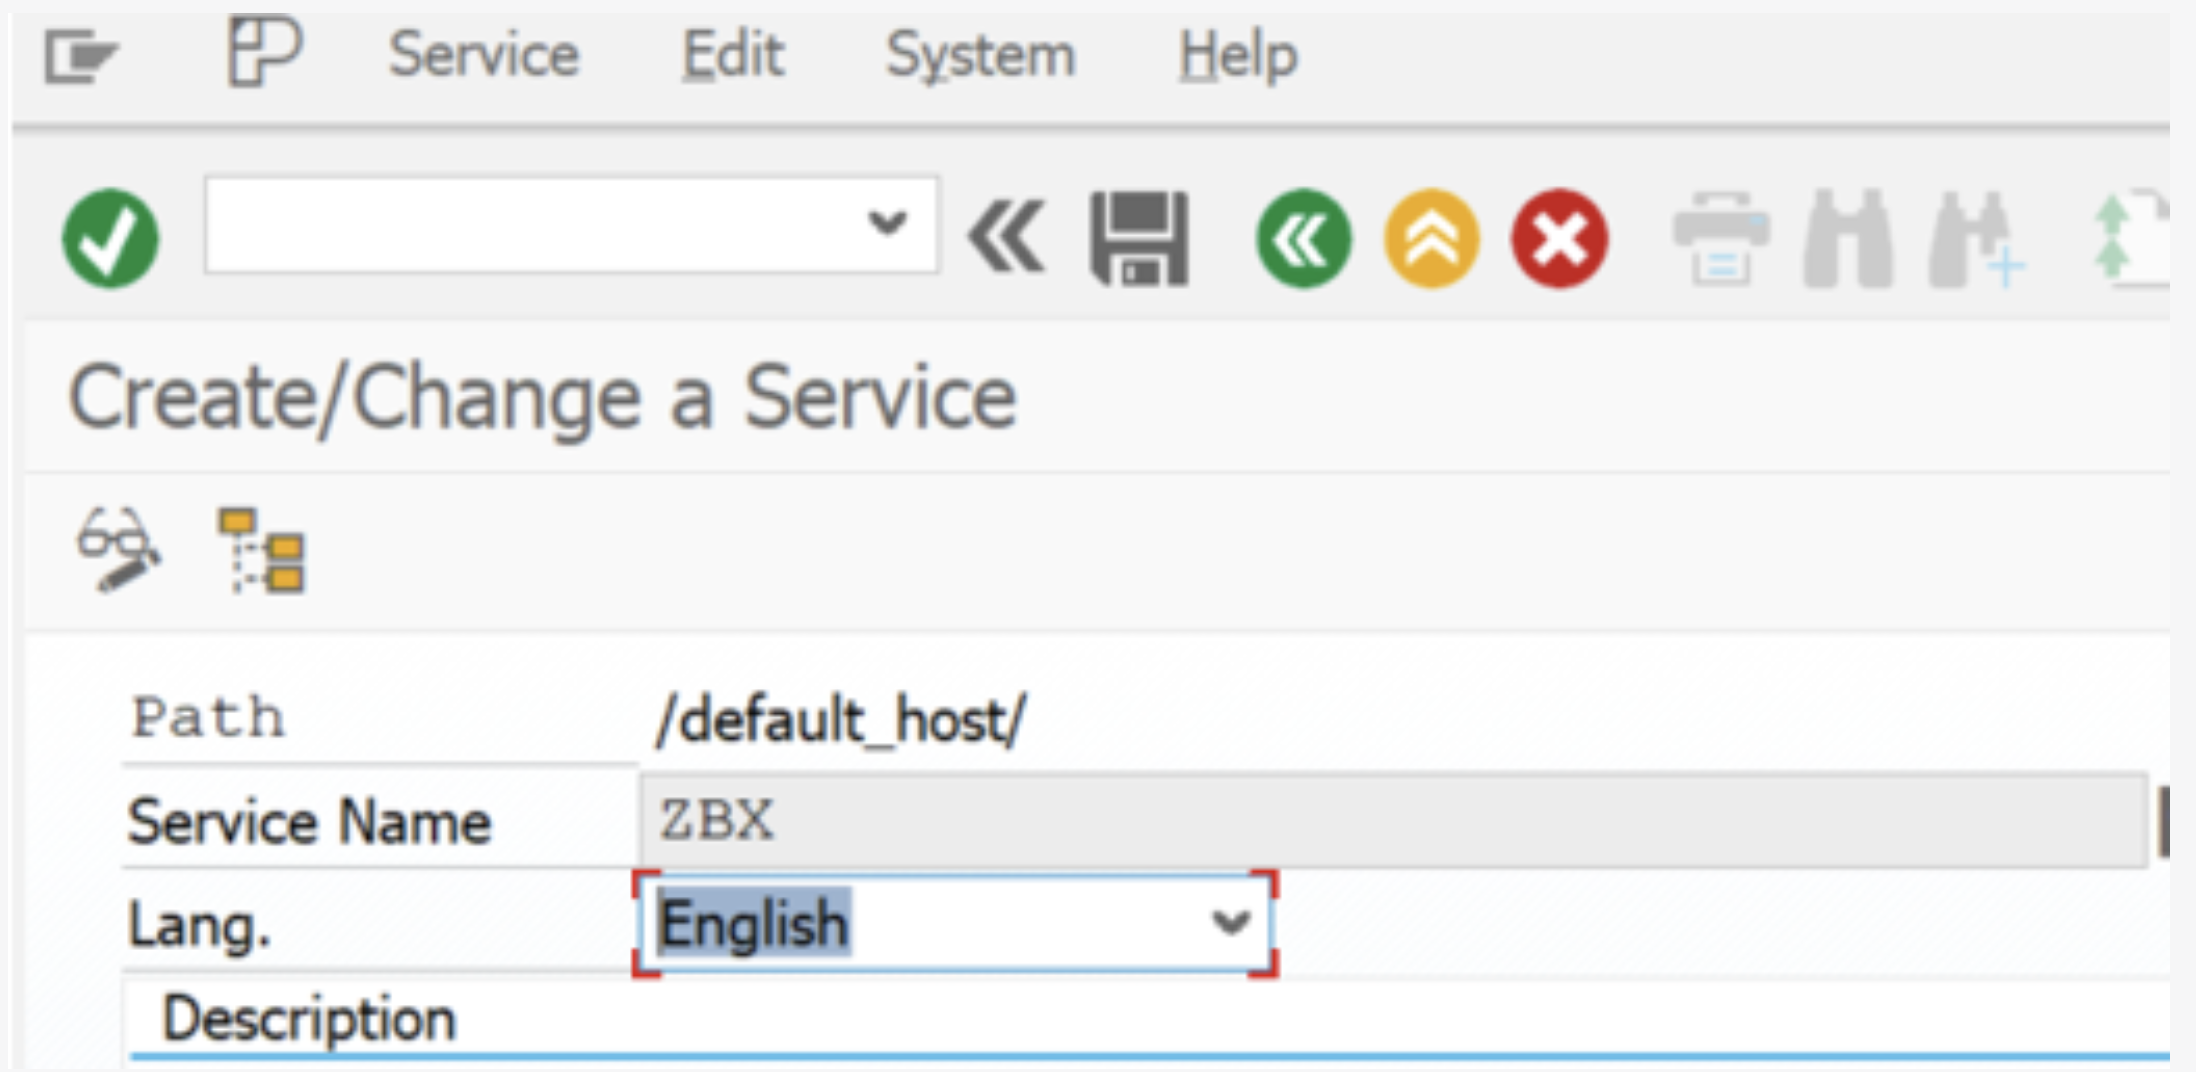 Service Edit System Help
Create/Change a Service
Path /default_host/
Service Name ZBX
Lang. English
Description